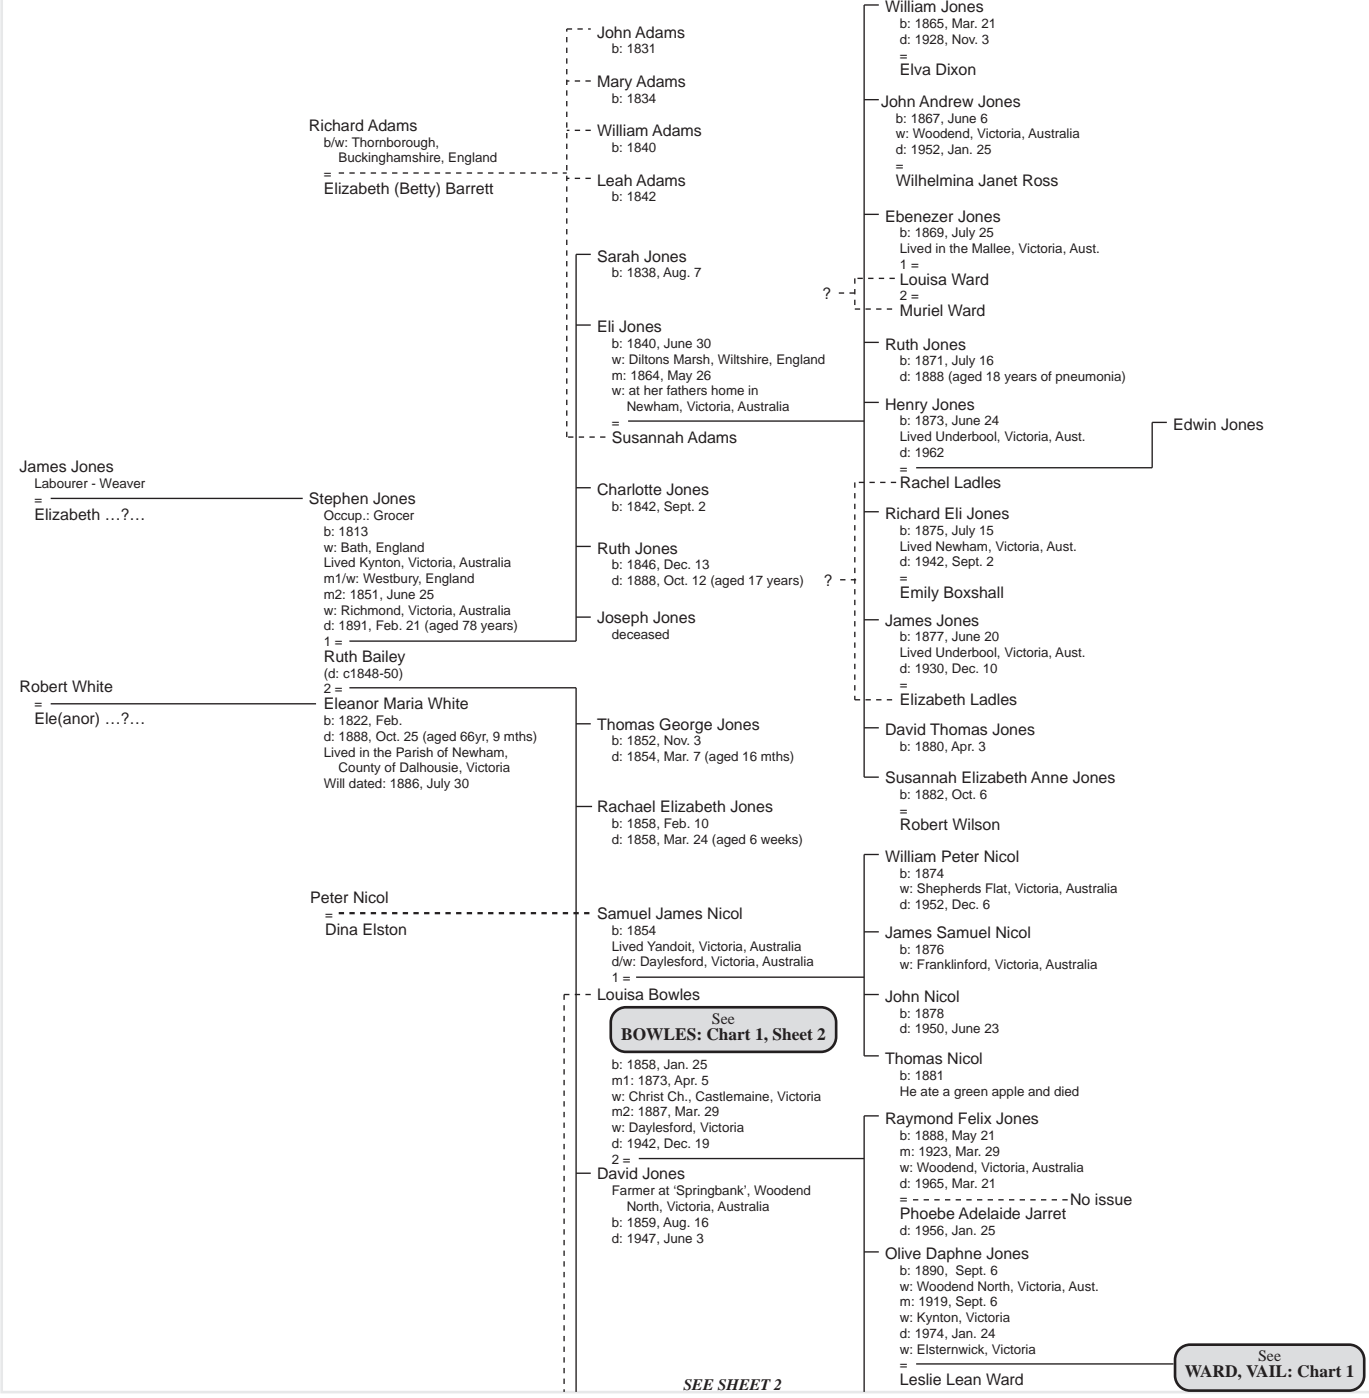 James Jones
Labourer - Weaver
=
Elizabeth …?…
Robert White
=
Ele(anor) …?…
Richard Adams
b/w: Thornborough,
Buckinghamshire, England
=
Elizabeth (Betty) Barrett
Stephen Jones
Occup.: Grocer
b: 1813
w: Bath, England
Lived Kynton, Victoria, Australia
m1/w: Westbury, England
m2: 1851, June 25
w: Richmond, Victoria, Australia
d: 1891, Feb. 21 (aged 78 years)
1 =
Ruth Bailey
(d: c1848-50)
2 =
Eleanor Maria White
b: 1822, Feb.
d: 1888, Oct. 25 (aged 66yr, 9 mths)
Lived in the Parish of Newham,
County of Dalhousie, Victoria
Will dated: 1886, July 30
Peter Nicol
=
Dina Elston
John Adams
b: 1831
Mary Adams
b: 1834
William Adams
b: 1840
Leah Adams
b: 1842
Sarah Jones
b: 1838, Aug. 7
Eli Jones
b: 1840, June 30
w: Diltons Marsh, Wiltshire, England
m: 1864, May 26
w: at her fathers home in
Newham, Victoria, Australia
=
Susannah Adams
Charlotte Jones
b: 1842, Sept. 2
Ruth Jones
b: 1846, Dec. 13
d: 1888, Oct. 12 (aged 17 years)
Joseph Jones
deceased
Thomas George Jones
b: 1852, Nov. 3
d: 1854, Mar. 7 (aged 16 mths)
Rachael Elizabeth Jones
b: 1858, Feb. 10
d: 1858, Mar. 24 (aged 6 weeks)
Samuel James Nicol
b: 1854
Lived Yandoit, Victoria, Australia
d/w: Daylesford, Victoria, Australia
1 =
Louisa Bowles
See
BOWLES: Chart 1, Sheet 2
b: 1858, Jan. 25
m1: 1873, Apr. 5
w: Christ Ch., Castlemaine, Victoria
m2: 1887, Mar. 29
w: Daylesford, Victoria
d: 1942, Dec. 19
2 =
David Jones
Farmer at ‘Springbank’, Woodend
North, Victoria, Australia
b: 1859, Aug. 16
d: 1947, June 3
SEE SHEET 2
William Jones
b: 1865, Mar. 21
d: 1928, Nov. 3
=
Elva Dixon
John Andrew Jones
b: 1867, June 6
w: Woodend, Victoria, Australia
d: 1952, Jan. 25
=
Wilhelmina Janet Ross
Ebenezer Jones
b: 1869, July 25
Lived in the Mallee, Victoria, Aust.
1 =
Louisa Ward
?
2 =
Muriel Ward
Ruth Jones
b: 1871, July 16
d: 1888 (aged 18 years of pneumonia)
Henry Jones
b: 1873, June 24
Lived Underbool, Victoria, Aust.
d: 1962
=
Rachel Ladles
Richard Eli Jones
b: 1875, July 15
Lived Newham, Victoria, Aust.
d: 1942, Sept. 2
=
?
Emily Boxshall
James Jones
b: 1877, June 20
Lived Underbool, Victoria, Aust.
d: 1930, Dec. 10
=
Elizabeth Ladles
David Thomas Jones
b: 1880, Apr. 3
Susannah Elizabeth Anne Jones
b: 1882, Oct. 6
=
Robert Wilson
William Peter Nicol
b: 1874
w: Shepherds Flat, Victoria, Australia
d: 1952, Dec. 6
James Samuel Nicol
b: 1876
w: Franklinford, Victoria, Australia
John Nicol
b: 1878
d: 1950, June 23
Thomas Nicol
b: 1881
He ate a green apple and died
Raymond Felix Jones
b: 1888, May 21
m: 1923, Mar. 29
w: Woodend, Victoria, Australia
d: 1965, Mar. 21
= No issue
Phoebe Adelaide Jarret
d: 1956, Jan. 25
Olive Daphne Jones
b: 1890, Sept. 6
w: Woodend North, Victoria, Aust.
m: 1919, Sept. 6
w: Kynton, Victoria
d: 1974, Jan. 24
w: Elsternwick, Victoria
=
Leslie Lean Ward
Edwin Jones
See
WARD, VAIL: Chart 1